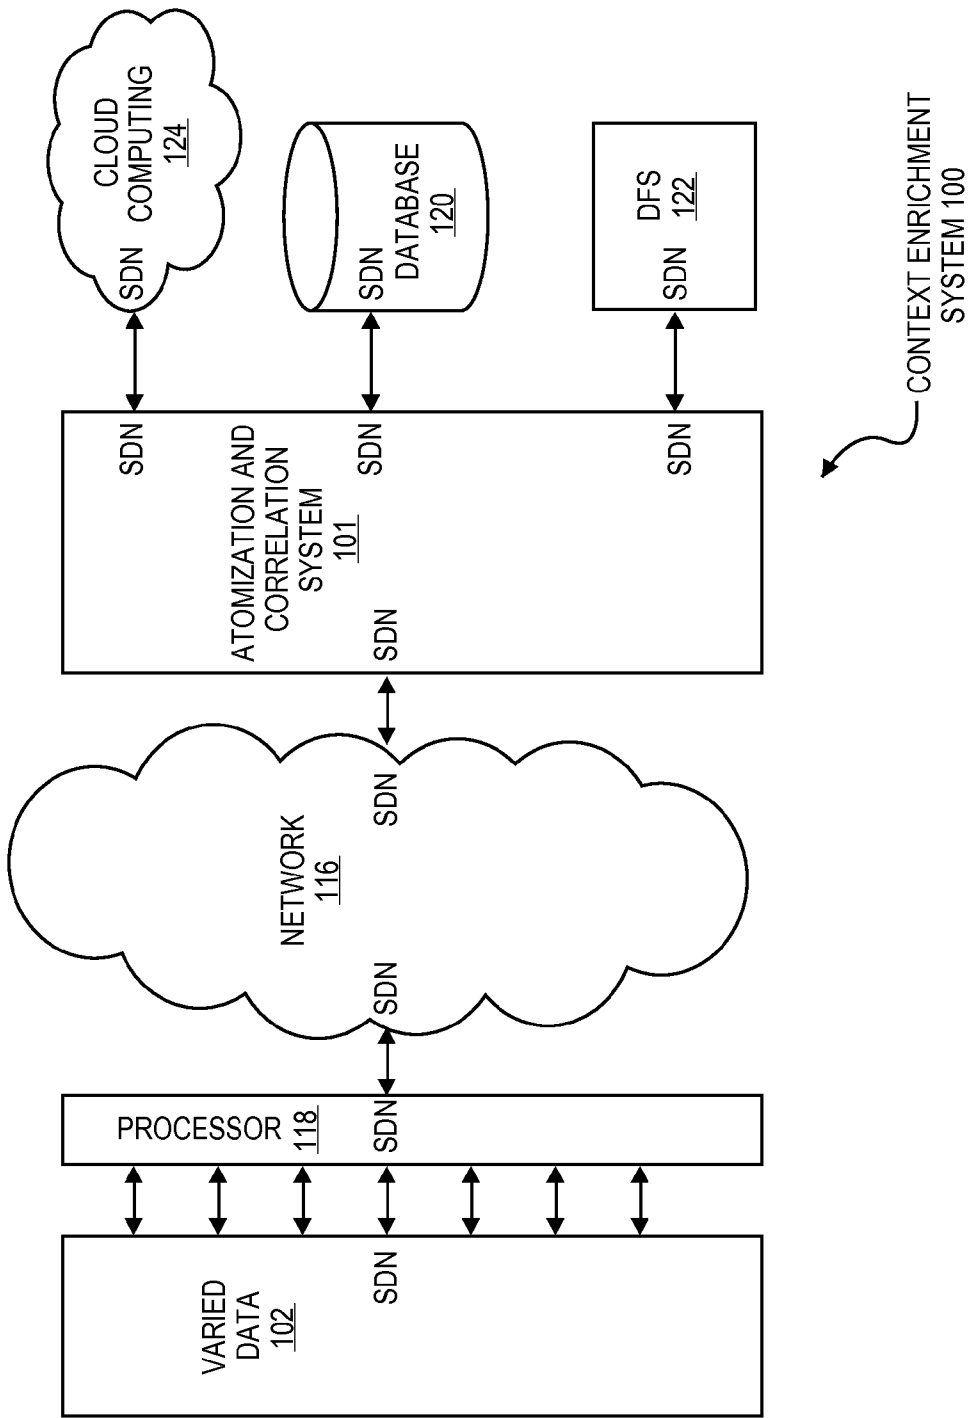 VARIED
DATA
102
SDN
PROCESSOR 118
SDN
SDN
NETWORK
116
SDN
SDN
ATOMIZATION AND
CORRELATION
SYSTEM
101
SDN
SDN
SDN
SDN
CLOUD
COMPUTING
124
SDN
DATABASE
120
SDN
DFS
122
SDN
CONTEXT ENRICHMENT
SYSTEM 100